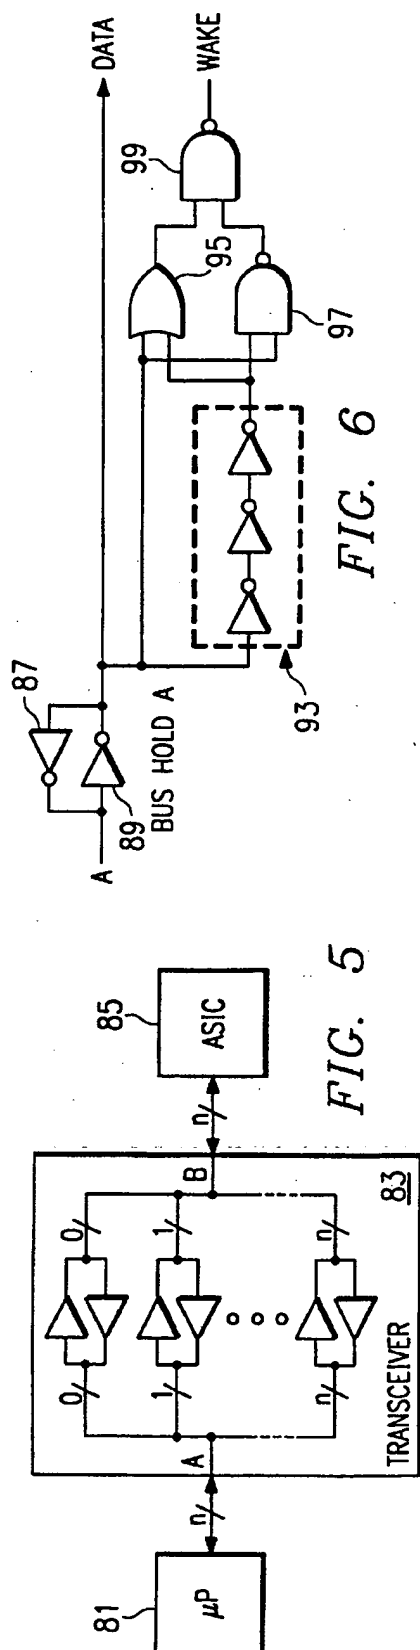 81
µP
n
A
0
1
n
0
1
n
B
TRANSCEIVER
83
n
85
ASIC
FIG. 5
A
87
89
BUS HOLD A
93
95
97
99
DATA
WAKE
FIG. 6